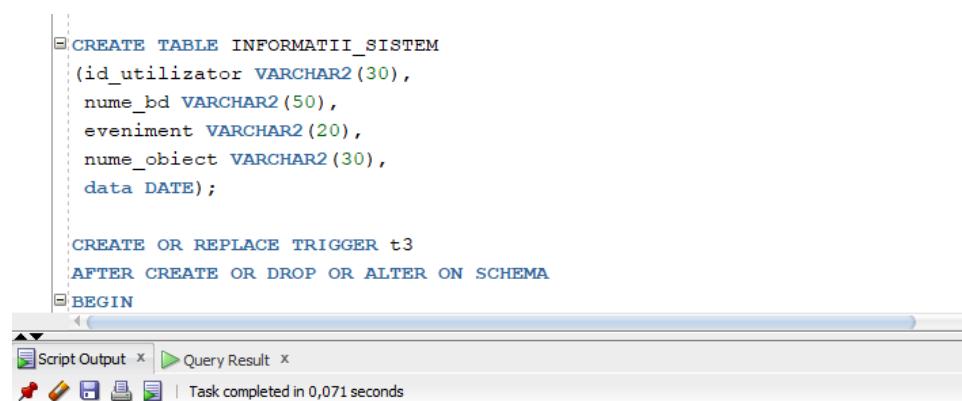 CREATE TABLE INFORMATII_SISTEM
(id_utilizator VARCHAR2(30),
nume_bd VARCHAR2(50),
eveniment VARCHAR2(20),
nume_obiect VARCHAR2(30),
data DATE);
CREATE OR REPLACE TRIGGER t3
AFTER CREATE OR DROP OR ALTER ON SCHEMA
BEGIN
Script Output x Query Result x
Task completed in 0,071 seconds